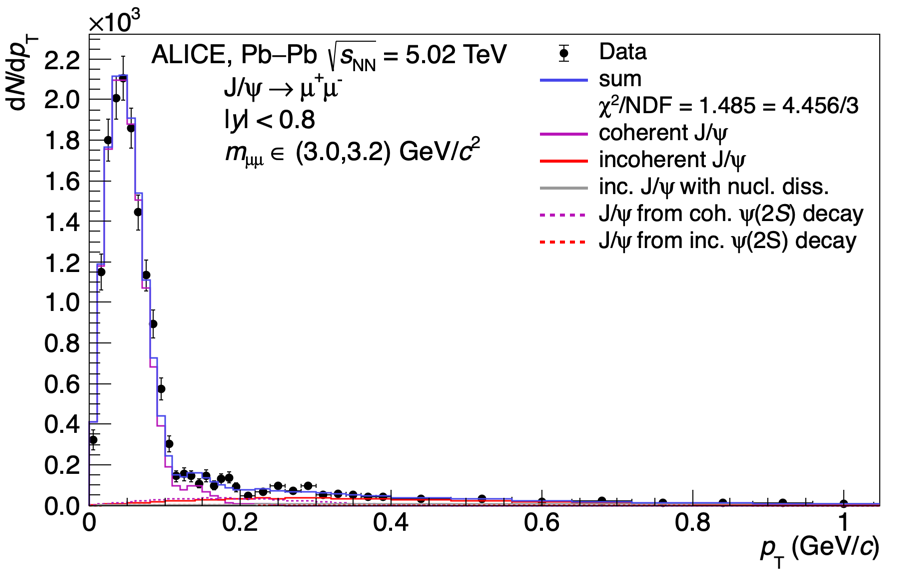 ×10³
dN/dp_T
2.2
2.0
1.8
1.6
1.4
1.2
1.0
0.8
0.6
0.4
0.2
0.0
ALICE, Pb–Pb √s_NN = 5.02 TeV
J/ψ → μ⁺μ⁻
|y| < 0.8
m_μμ ∈ (3.0,3.2) GeV/c²
Data
sum
χ²/NDF = 1.485 = 4.456/3
coherent J/ψ
incoherent J/ψ
inc. J/ψ with nucl. diss.
J/ψ from coh. ψ(2S) decay
J/ψ from inc. ψ(2S) decay
0 0.2 0.4 0.6 0.8 1
p_T (GeV/c)